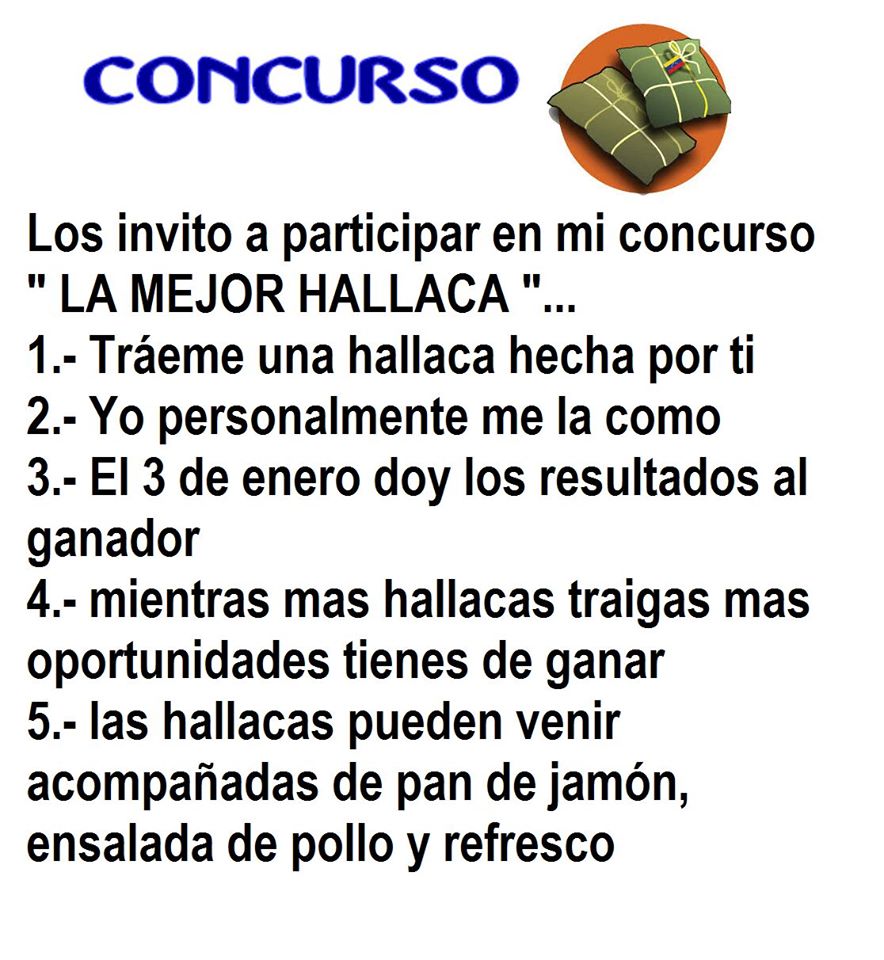 CONCURSO
Los invito a participar en mi concurso
" LA MEJOR HALLACA "...
1.- Tráeme una hallaca hecha por ti
2.- Yo personalmente me la como
3.- El 3 de enero doy los resultados al
ganador
4.- mientras mas hallacas traigas mas
oportunidades tienes de ganar
5.- las hallacas pueden venir
acompañadas de pan de jamón,
ensalada de pollo y refresco